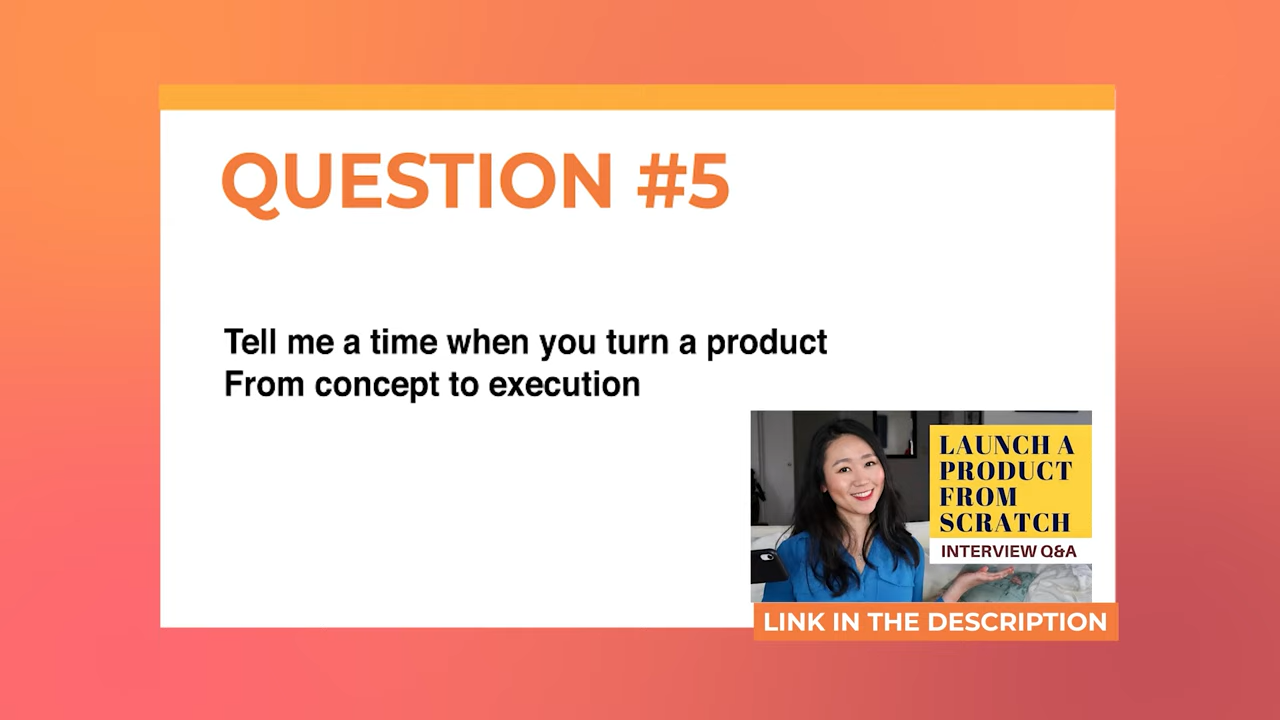 QUESTION #5
Tell me a time when you turn a product
From concept to execution
LAUNCH A
PRODUCT
FROM
SCRATCH
INTERVIEW Q&A
LINK IN THE DESCRIPTION